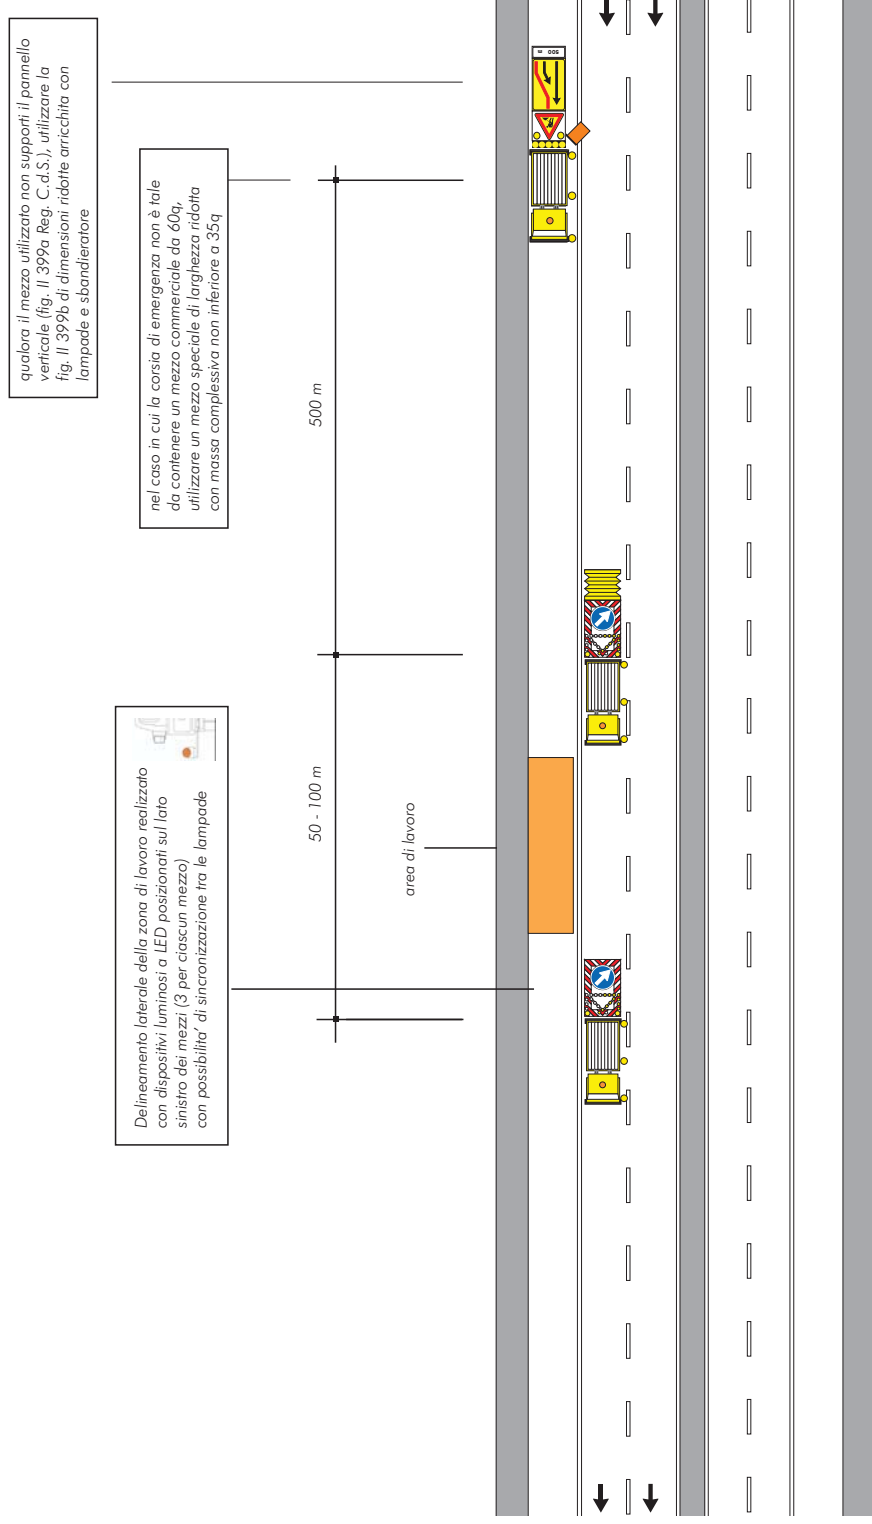 qualora il mezzo utilizzato non supporti il pannello
verticale (fig. II 399a Reg. C.d.S.), utilizzare la
fig. II 399b di dimensioni ridotte arricchita con
lampade e sbandieratore
nel caso in cui la corsia di emergenza non è tale
da contenere un mezzo commerciale da 60q,
utilizzare un mezzo speciale di larghezza ridotta
con massa complessiva non inferiore a 35q
500 m
500 m
Delineamento laterale della zona di lavoro realizzato
con dispositivi luminosi a LED posizionati sul lato
sinistro dei mezzi (3 per ciascun mezzo)
con possibilita' di sincronizzazione tra le lampade
50 - 100 m
area di lavoro